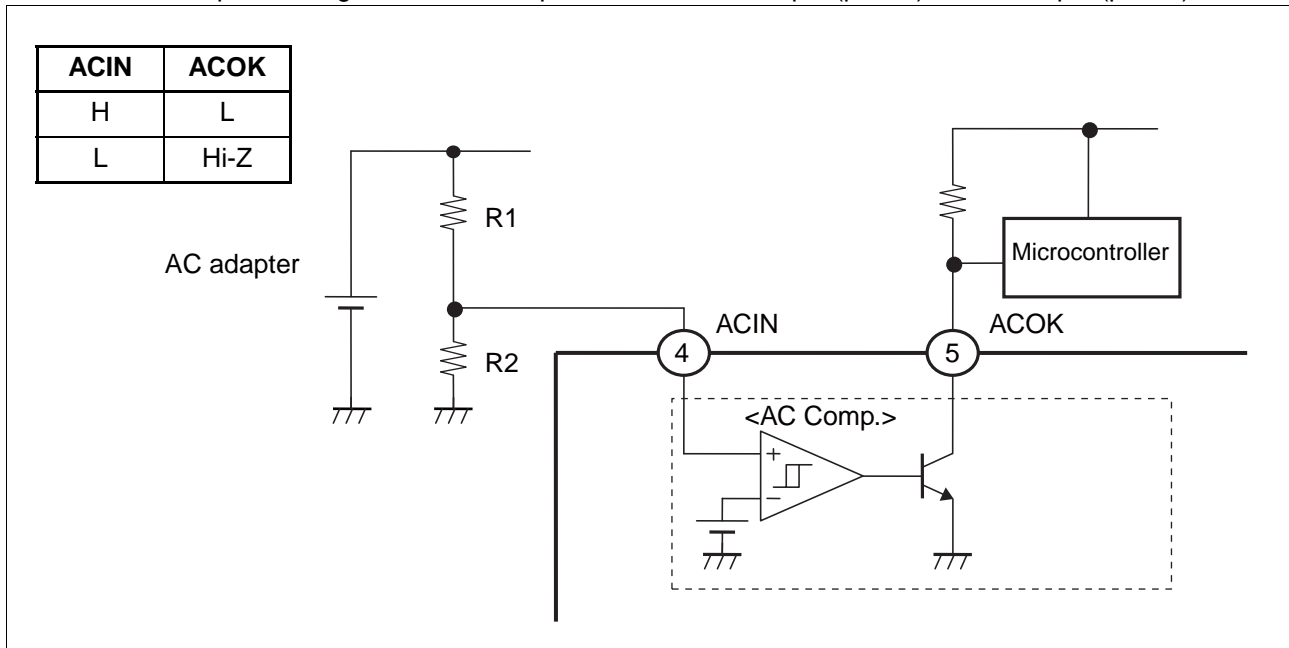 ACIN ACOK
H L
L Hi-Z
R1
AC adapter
R2
Microcontroller
ACIN
ACOK
4
5
<AC Comp.>
+
−